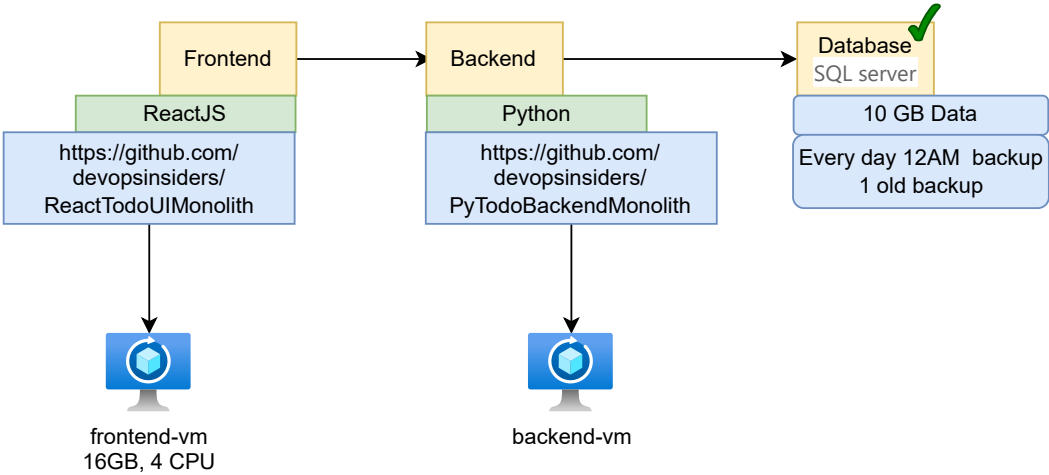 Frontend
ReactJS
https://github.com/
devopsinsiders/
ReactTodoUIMonolith
Backend
Python
https://github.com/
devopsinsiders/
PyTodoBackendMonolith
Database
SQL server
10 GB Data
Every day 12AM  backup
1 old backup
frontend-vm
16GB, 4 CPU
backend-vm